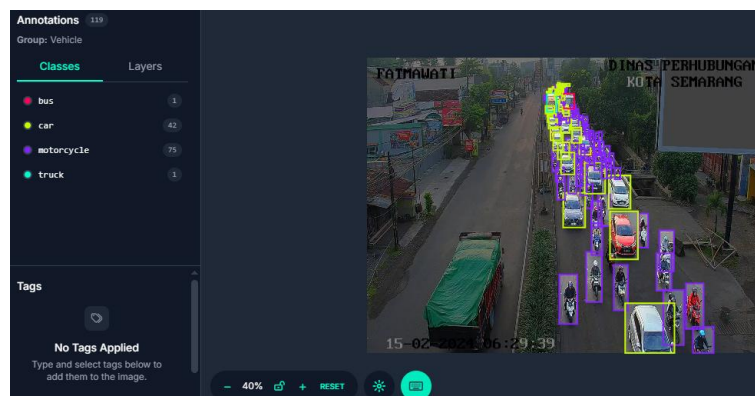 Annotations 119
Group: Vehicle
Classes Layers
bus 1
car 42
motorcycle 75
truck 1
Tags
No Tags Applied
Type and select tags below to
add them to the image.
FATMAWATI
DINAS PERHUBUNGAN
KOTA SEMARANG
15-02-2024 06:29:39
− 40% + RESET